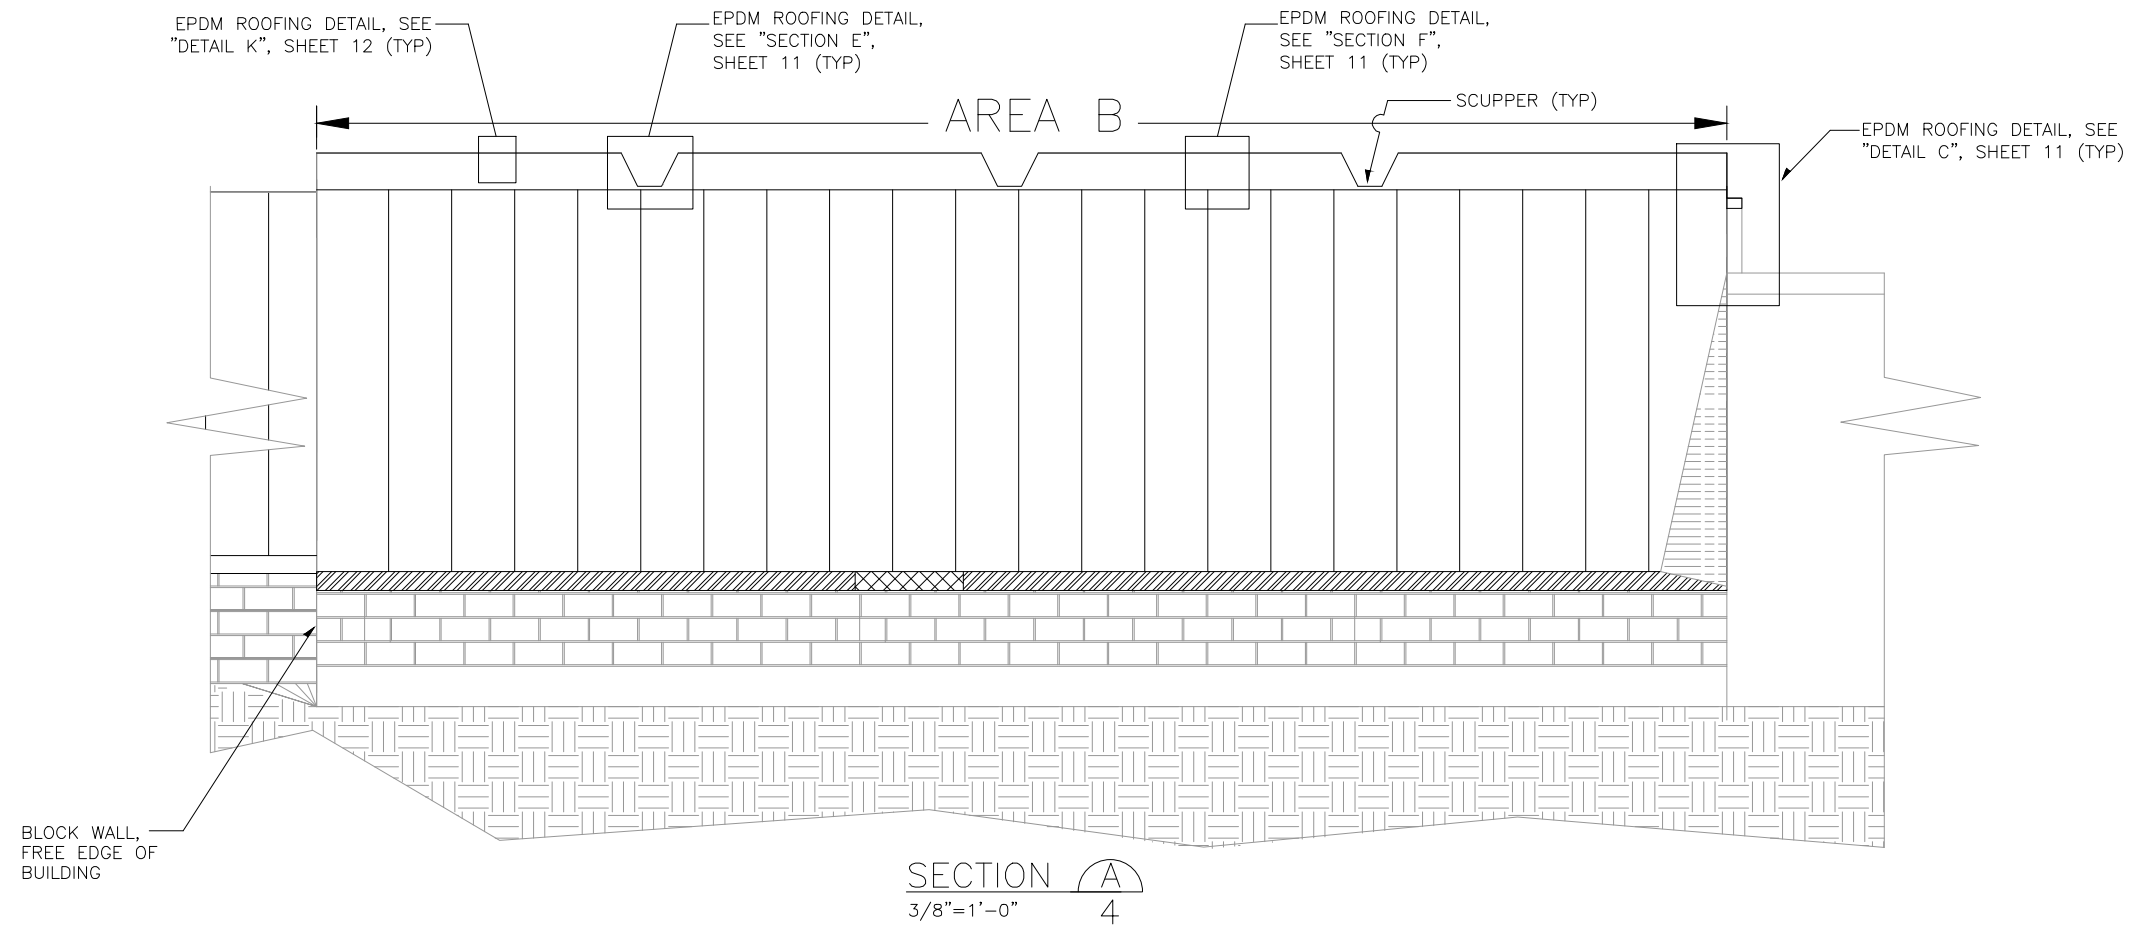 EPDM ROOFING DETAIL, SEE
"DETAIL K", SHEET 12 (TYP)
EPDM ROOFING DETAIL,
SEE "SECTION E",
SHEET 11 (TYP)
EPDM ROOFING DETAIL,
SEE "SECTION F",
SHEET 11 (TYP)
SCUPPER (TYP)
AREA B
EPDM ROOFING DETAIL, SEE
"DETAIL C", SHEET 11 (TYP)
BLOCK WALL,
FREE EDGE OF
BUILDING
SECTION A
3/8"=1'-0" 4